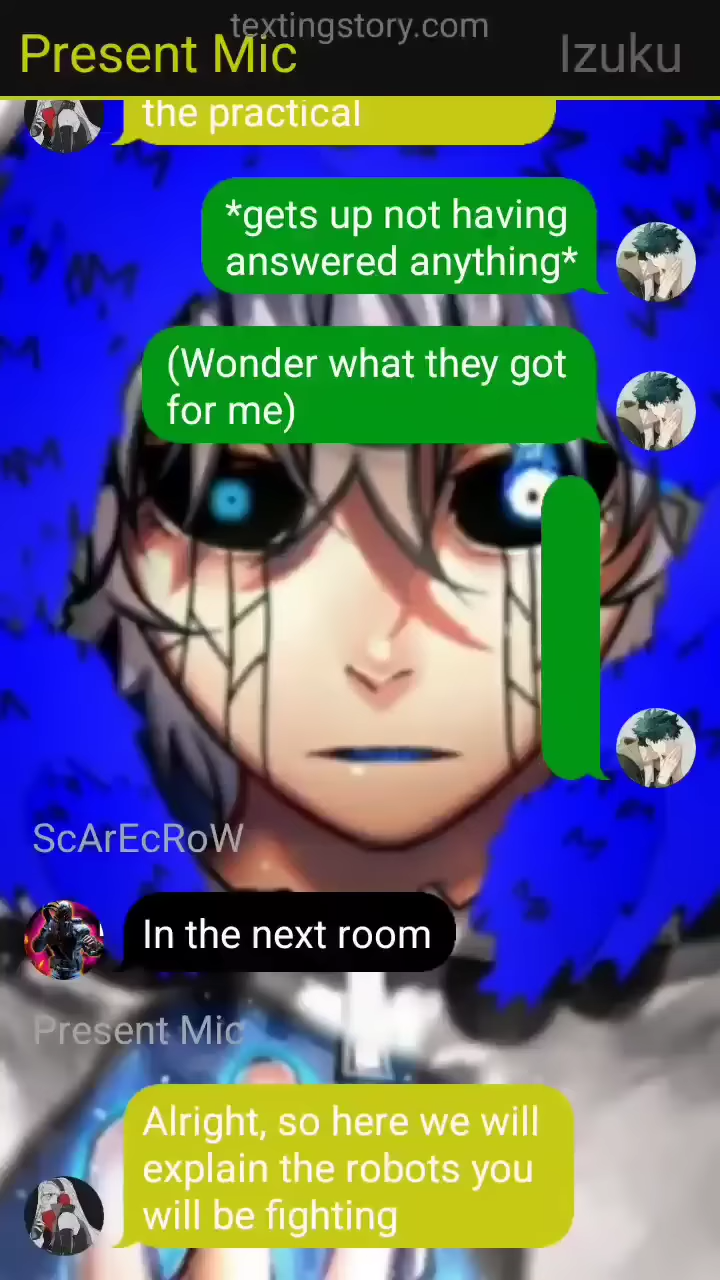 textingstory.com
Present Mic
Izuku
the practical
*gets up not having
answered anything*
(Wonder what they got
for me)
ScArEcRoW
In the next room
Present Mic
Alright, so here we will
explain the robots you
will be fighting